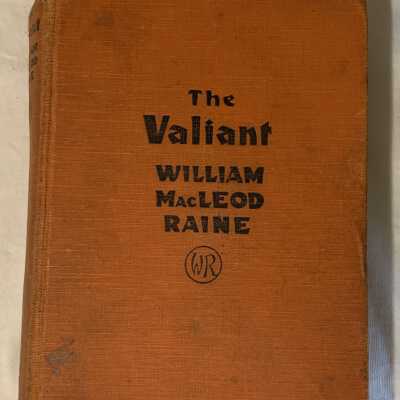 The
Valiant
WILLIAM
MACLEOD
RAINE
WR